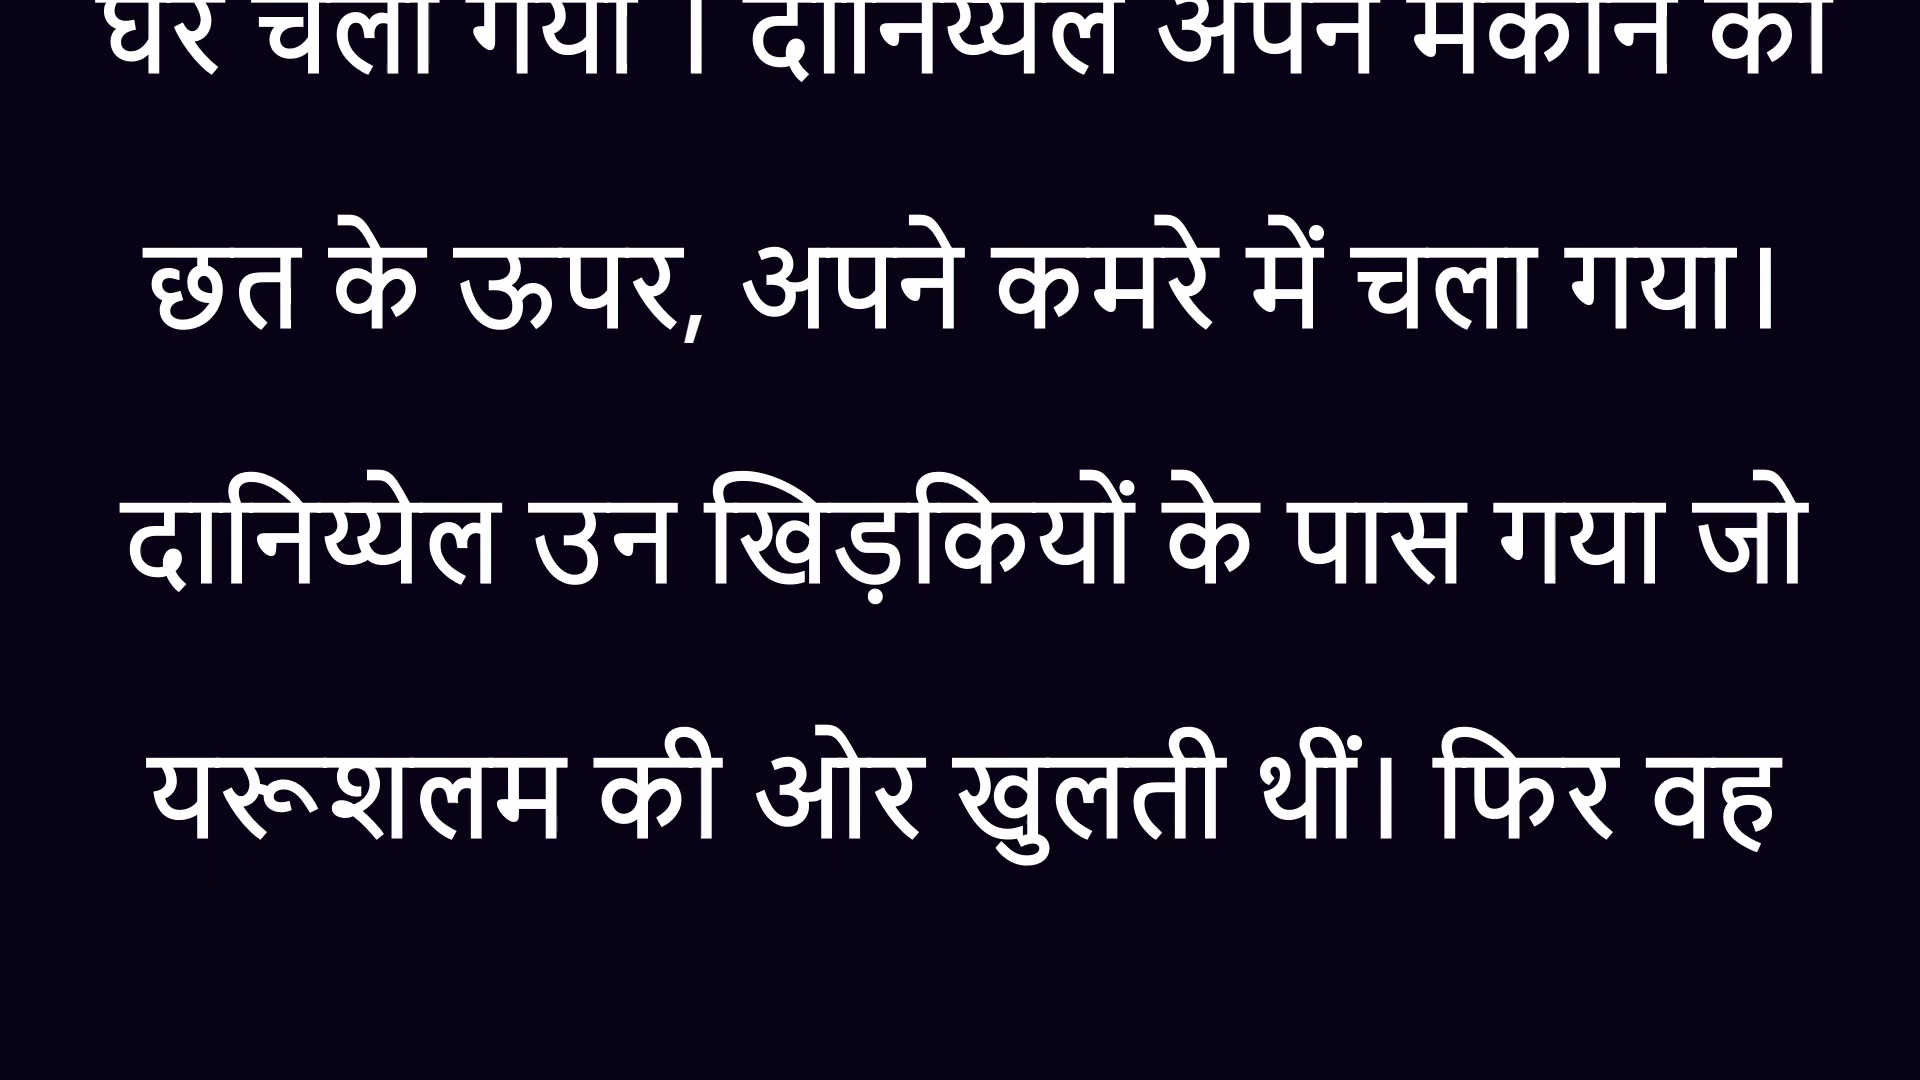 घर चला गया । दानिय्येल अपने मकान की
छत के ऊपर, अपने कमरे में चला गया।
दानिय्येल उन खिड़कियों के पास गया जो
यरूशलम की ओर खुलती थीं। फिर वह